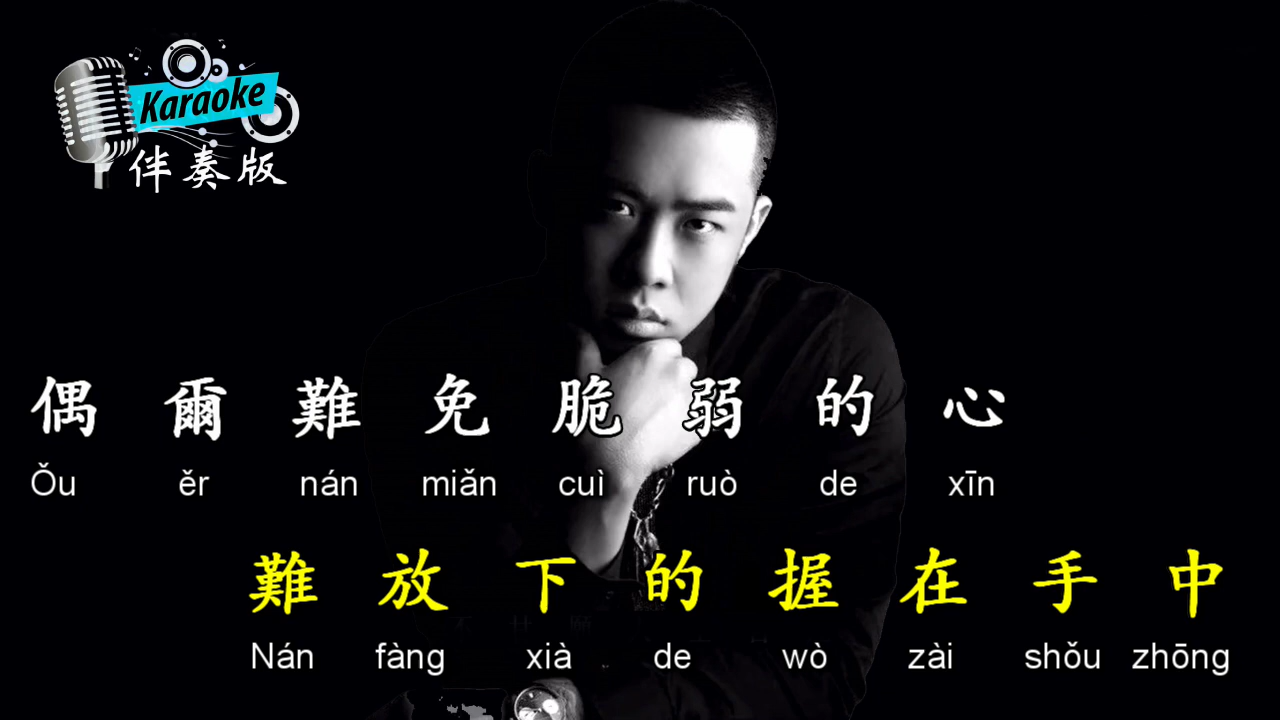 Karaoke
伴奏版
偶爾難免脆弱的心
Ǒu ěr nán miǎn cuì ruò de xīn
難放下的握在手中
Nán fàng xià de wò zài shǒu zhōng